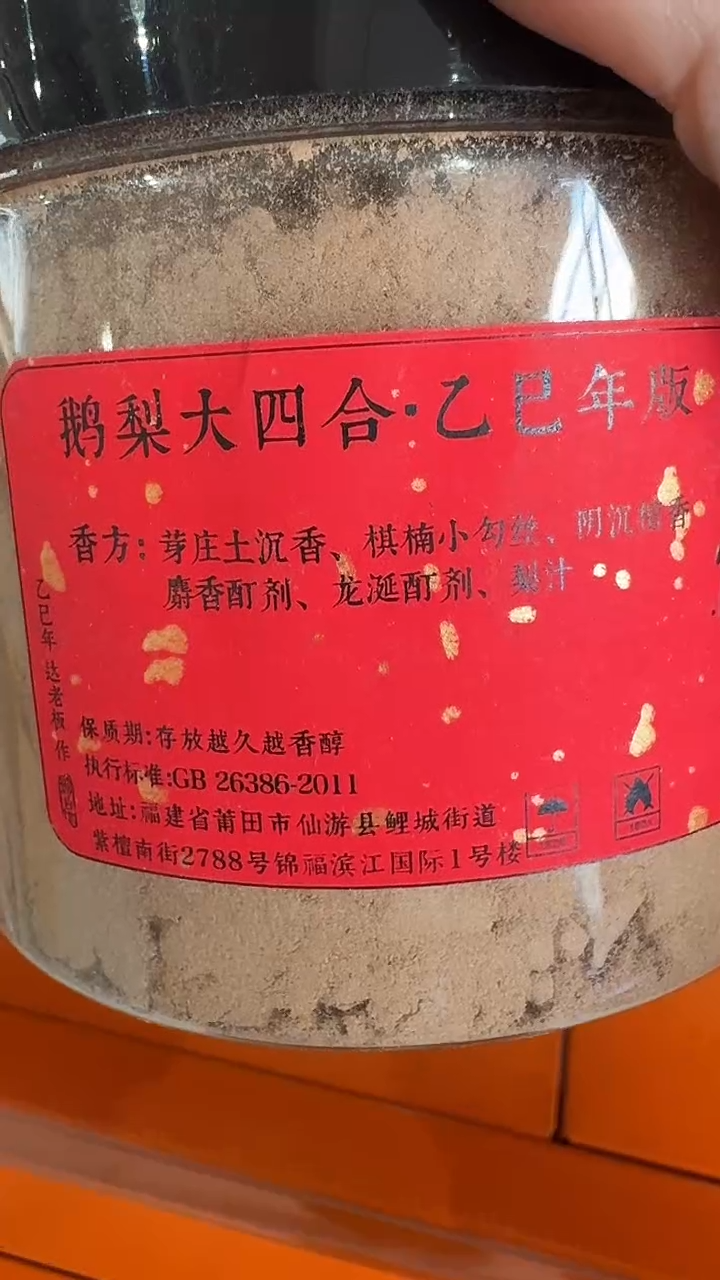 鹅梨大四合·乙巳年版
香方：芽庄土沉香、棋楠小勾丝、阴沉檀香
麝香酊剂、龙涎酊剂、梨汁
乙巳年 达老板 作
保质期:存放越久越香醇
执行标准:GB 26386-2011
地址:福建省莆田市仙游县鲤城街道
紫檀南街2788号锦福滨江国际1号楼